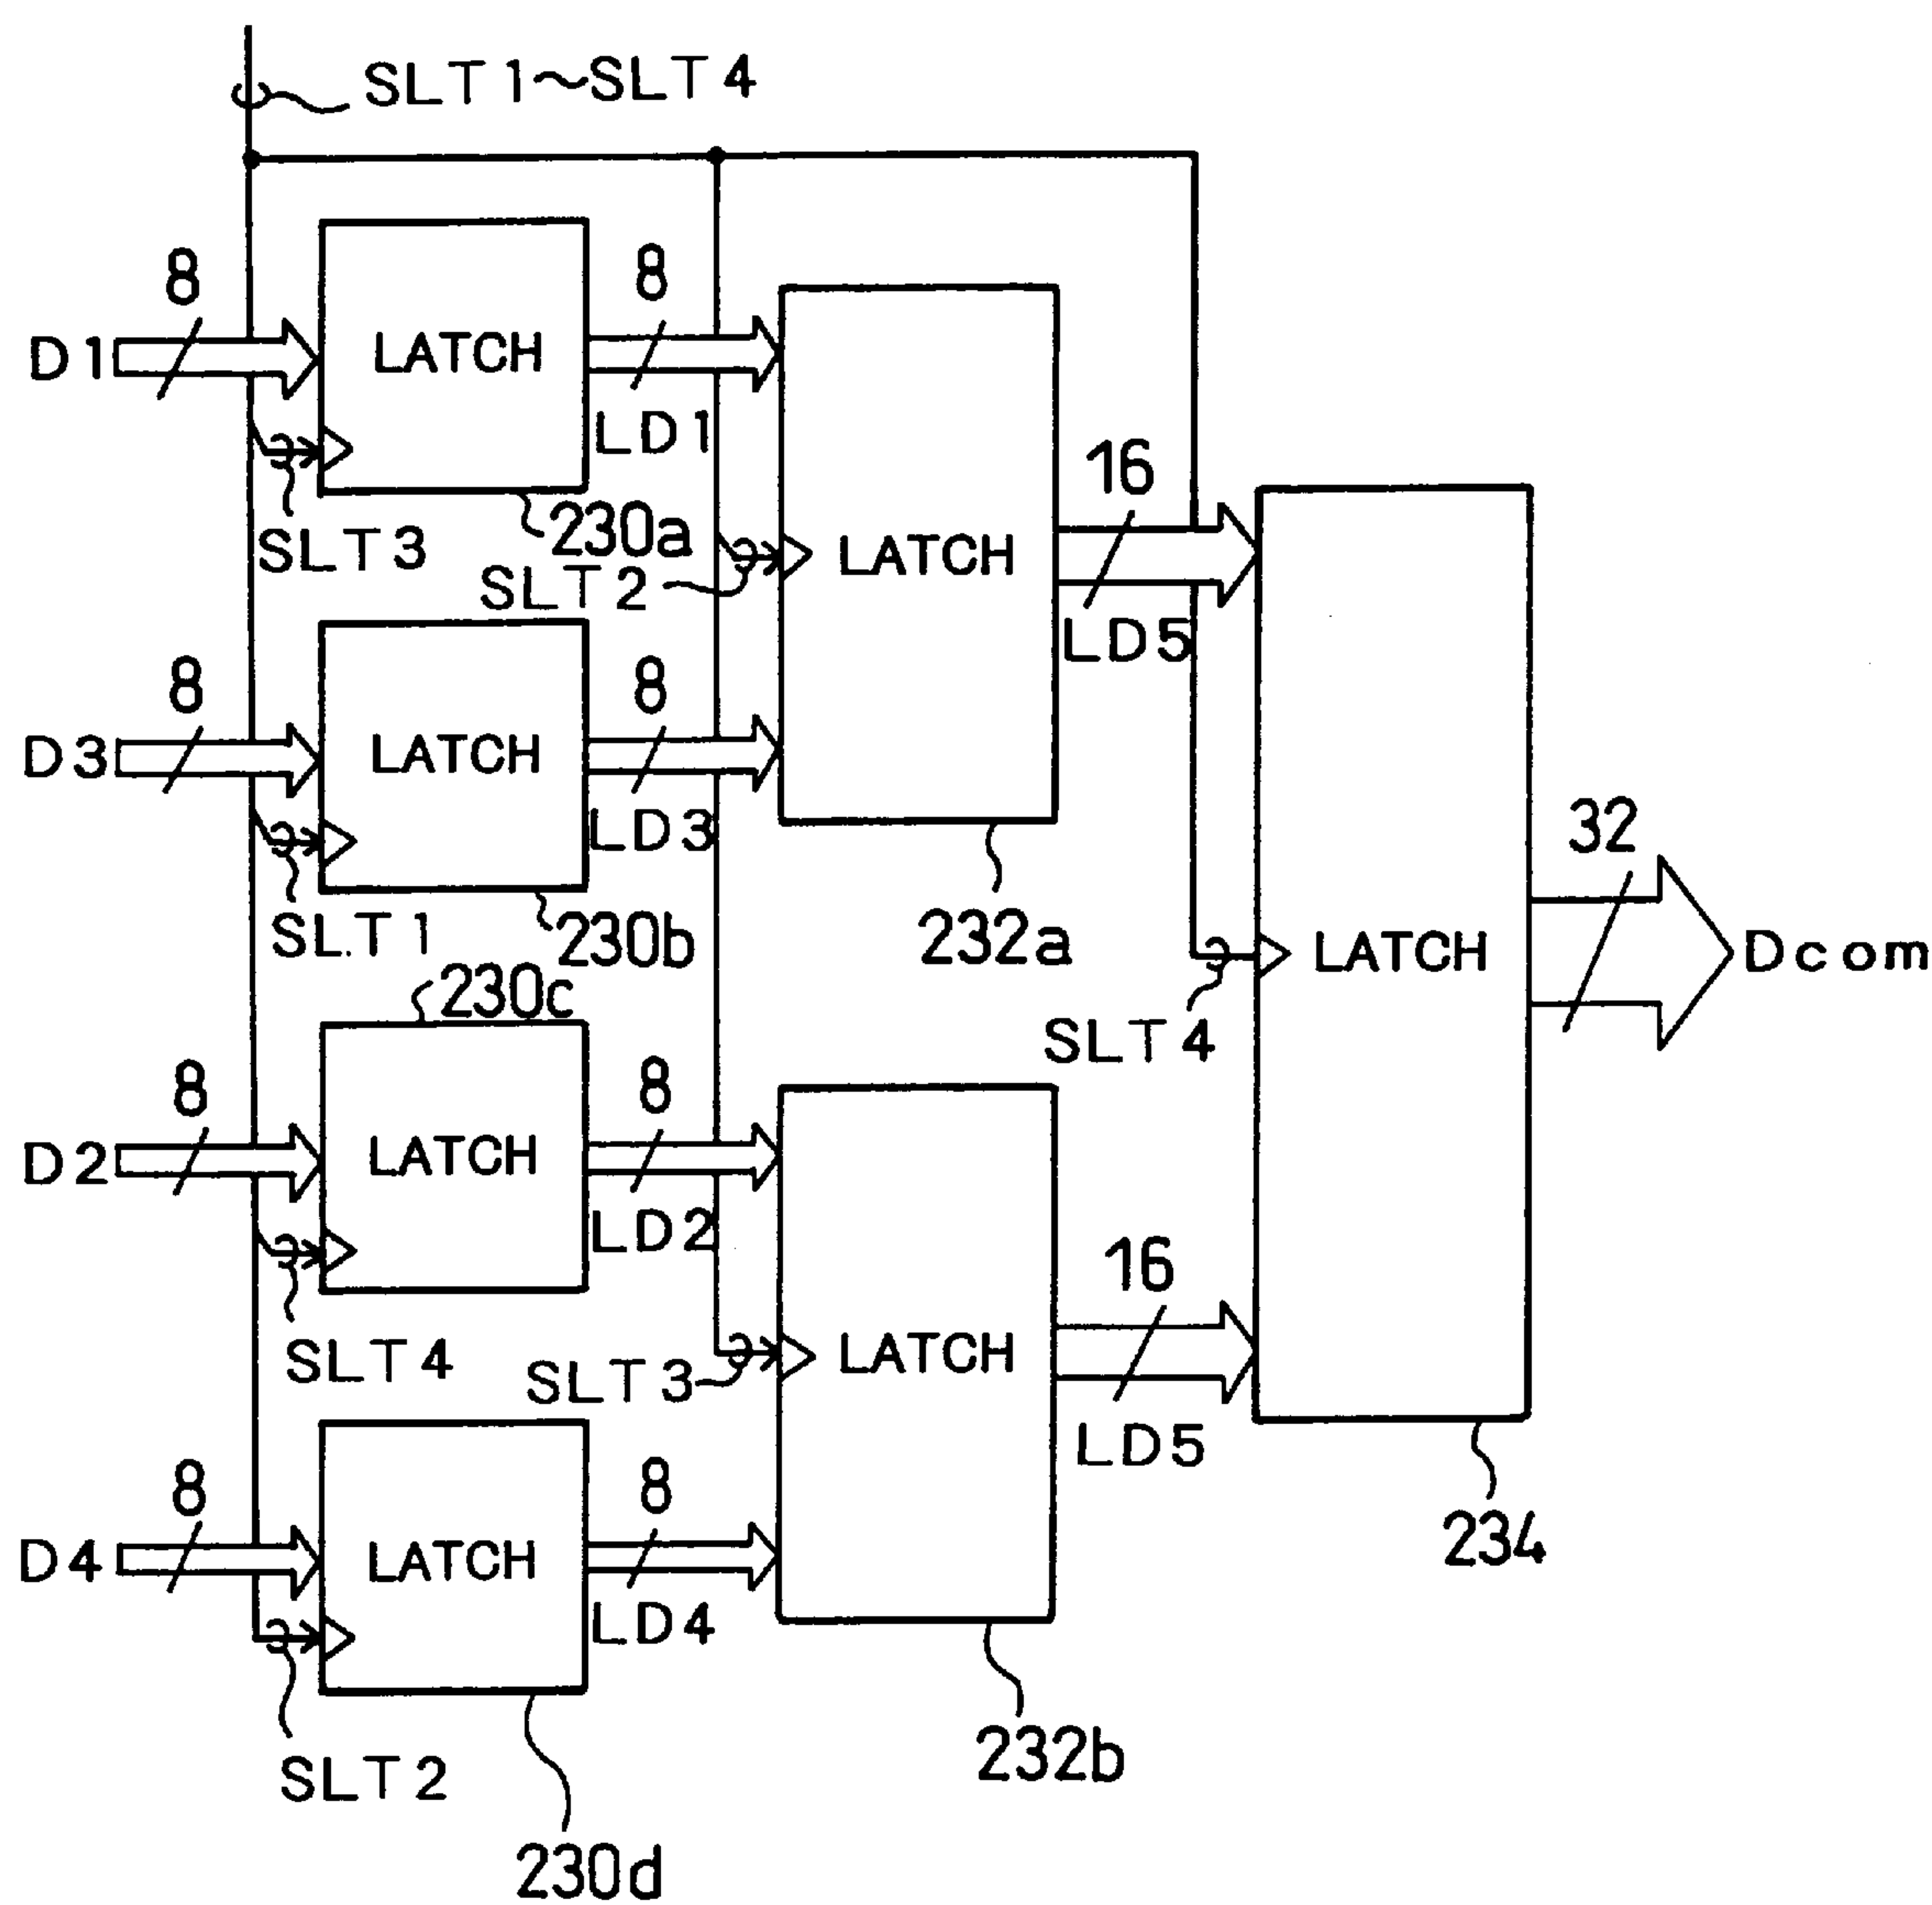 SLT1~SLT4
8
8
D1
LATCH
LD1
SLT3
230a
SLT2
LATCH
16
LD5
8
8
D3
LATCH
LD3
SLT1
230b
232a
32
LATCH
Dcom
SLT4
230c
8
8
D2
LATCH
LD2
SLT4
SLT3
LATCH
16
LD5
8
8
D4
LATCH
LD4
234
SLT2
232b
230d